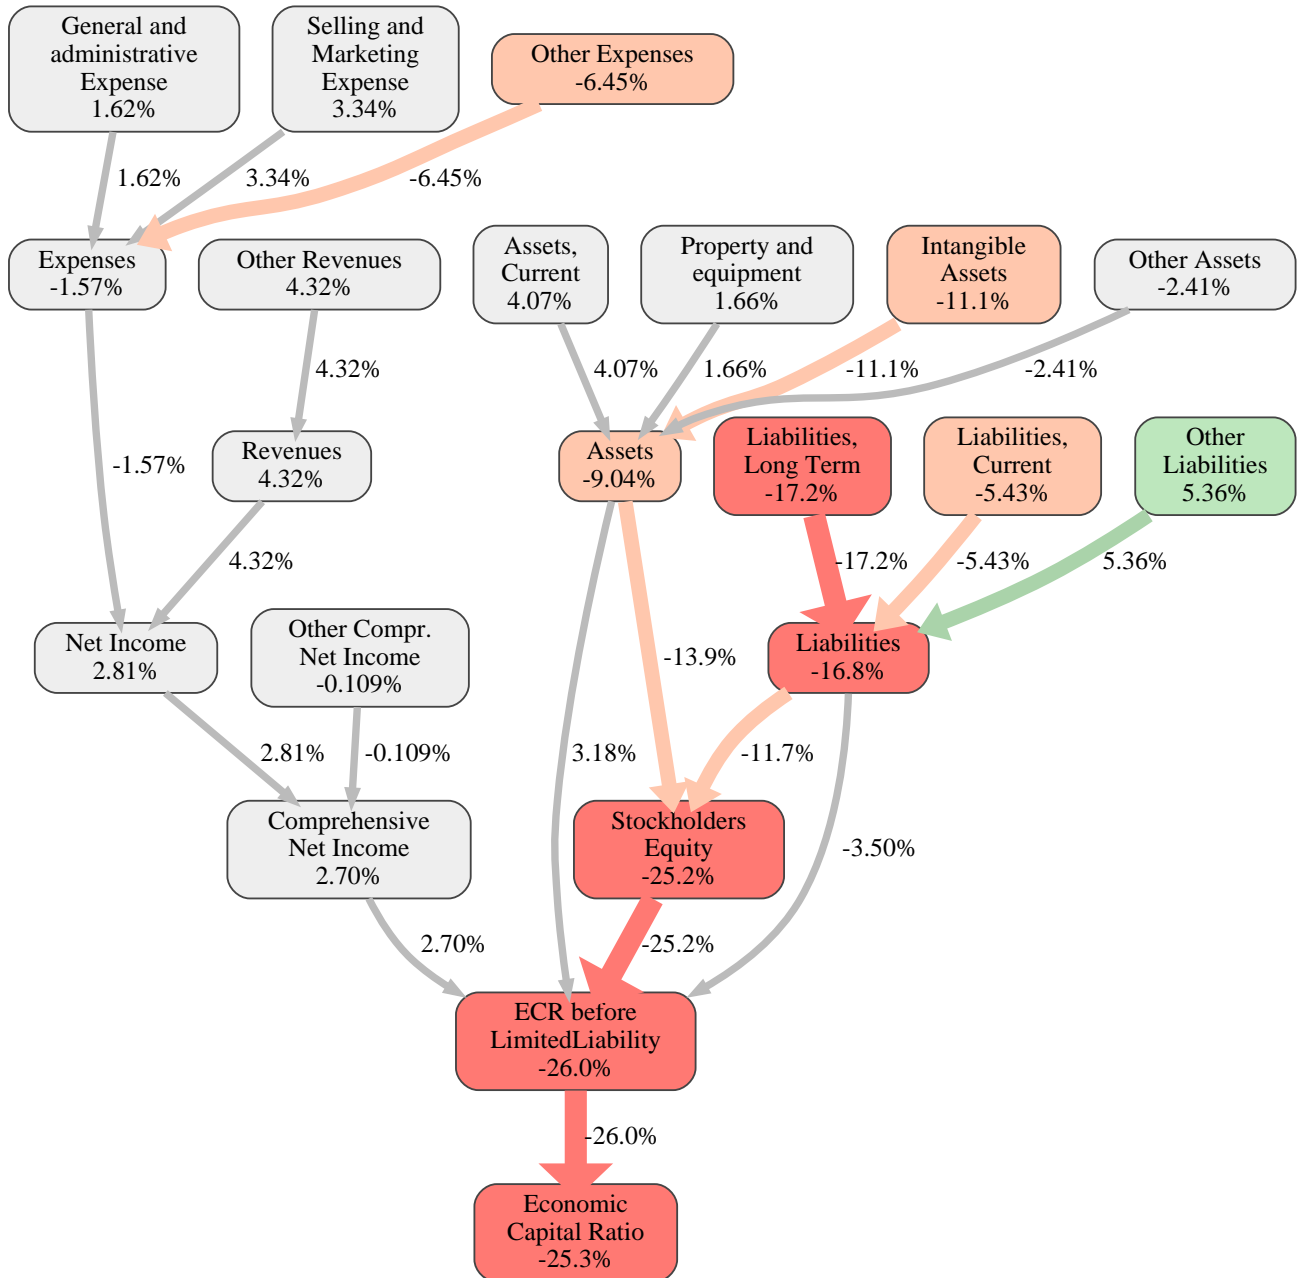 General and
administrative
Expense
1.62%
Selling and
Marketing
Expense
3.34%
Other Expenses
-6.45%
1.62%
3.34%
-6.45%
Expenses
-1.57%
Other Revenues
4.32%
Assets,
Current
4.07%
Property and
equipment
1.66%
Intangible
Assets
-11.1%
Other Assets
-2.41%
4.32%
4.07%
1.66%
-11.1%
-2.41%
-1.57%
Revenues
4.32%
Assets
-9.04%
Liabilities,
Long Term
-17.2%
Liabilities,
Current
-5.43%
Other
Liabilities
5.36%
4.32%
-17.2%
-5.43%
5.36%
Net Income
2.81%
Other Compr.
Net Income
-0.109%
-13.9%
Liabilities
-16.8%
2.81%
-0.109%
3.18%
-11.7%
Comprehensive
Net Income
2.70%
Stockholders
Equity
-25.2%
-3.50%
2.70%
-25.2%
ECR before
LimitedLiability
-26.0%
-26.0%
Economic
Capital Ratio
-25.3%